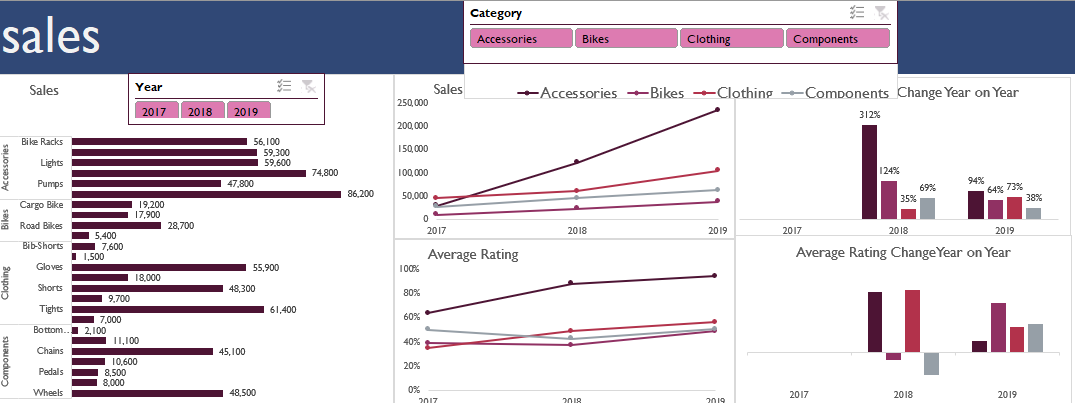 sales
Category
Accessories Bikes Clothing Components
Sales
Year
2017 2018 2019
Accessories
Bike Racks 56,100
59,300
Lights 59,600
74,800
Pumps 47,800
86,200
Bikes
Cargo Bike 19,200
17,900
Road Bikes 28,700
5,400
Clothing
Bib-Shorts 7,600
1,500
Gloves 55,900
18,000
Shorts 48,300
9,700
Tights 61,400
7,000
Components
Bottom... 2,100
11,100
Chains 45,100
10,600
Pedals 8,500
8,000
Wheels 48,500
Sales
Accessories Bikes Clothing Components
250,000
200,000
150,000
100,000
50,000
0
2017 2018 2019
Average Rating
100%
80%
60%
40%
20%
0%
2017 2018 2019
Change Year on Year
312%
124%
35%
69%
94%
64%
73%
38%
2017 2018 2019
Average Rating ChangeYear on Year
2017 2018 2019